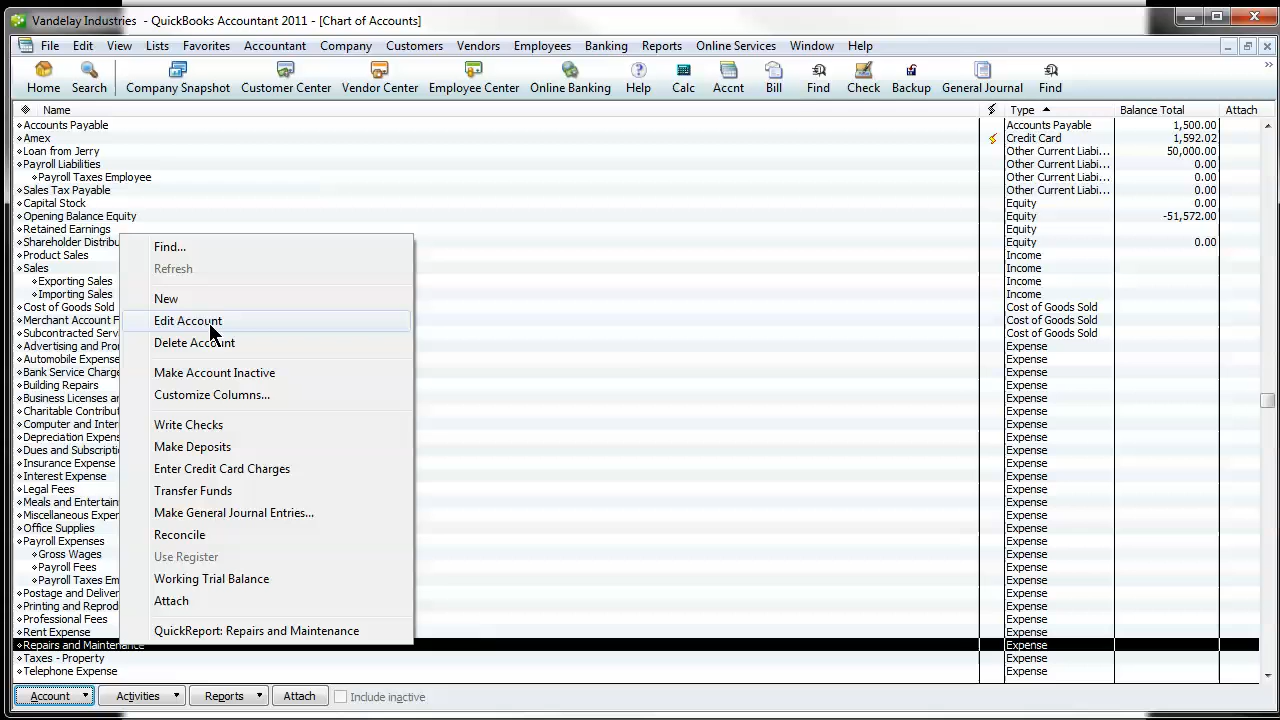 Vandelay Industries - QuickBooks Accountant 2011 - [Chart of Accounts]
File Edit View Lists Favorites Accountant Company Customers Vendors Employees Banking Reports Online Services Window Help
Home Search Company Snapshot Customer Center Vendor Center Employee Center Online Banking Help Calc Accnt Bill Find Check Backup General Journal Find
Name Type Balance Total Attach
Accounts Payable Accounts Payable 1,500.00
Amex Credit Card 1,592.02
Loan from Jerry Other Current Liabi... 50,000.00
Payroll Liabilities Other Current Liabi... 0.00
Payroll Taxes Employee Other Current Liabi... 0.00
Sales Tax Payable Other Current Liabi... 0.00
Capital Stock Equity 0.00
Opening Balance Equity Equity -51,572.00
Retained Earnings Equity
Shareholder Distribu Equity 0.00
Product Sales Income
Sales Income
Exporting Sales Income
Importing Sales Income
Cost of Goods Sold Cost of Goods Sold
Merchant Account F Cost of Goods Sold
Subcontracted Serv Cost of Goods Sold
Advertising and Pro Expense
Automobile Expense Expense
Bank Service Charge Expense
Building Repairs Expense
Business Licenses an Expense
Charitable Contribut Expense
Computer and Inter Expense
Depreciation Expens Expense
Dues and Subscripti Expense
Insurance Expense Expense
Interest Expense Expense
Legal Fees Expense
Meals and Entertain Expense
Miscellaneous Exper Expense
Office Supplies Expense
Payroll Expenses Expense
Gross Wages Expense
Payroll Fees Expense
Payroll Taxes Em Expense
Postage and Deliver Expense
Printing and Reprod Expense
Professional Fees Expense
Rent Expense Expense
Repairs and Maintenance Expense
Taxes - Property Expense
Telephone Expense Expense
Find...
Refresh
New
Edit Account
Delete Account
Make Account Inactive
Customize Columns...
Write Checks
Make Deposits
Enter Credit Card Charges
Transfer Funds
Make General Journal Entries...
Reconcile
Use Register
Working Trial Balance
Attach
QuickReport: Repairs and Maintenance
Account Activities Reports Attach Include inactive